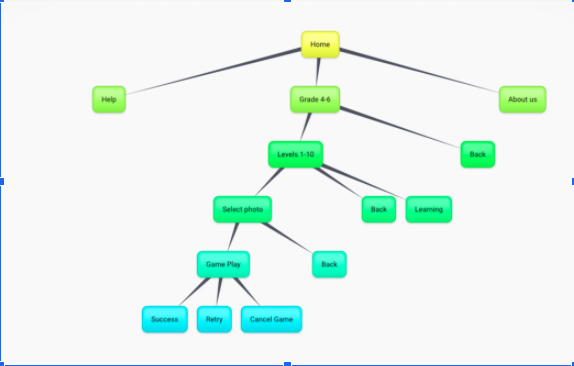 Home
Help
Grade 4-6
About us
Levels 1-10
Back
Select photo
Back
Learning
Game Play
Back
Success
Retry
Cancel Game